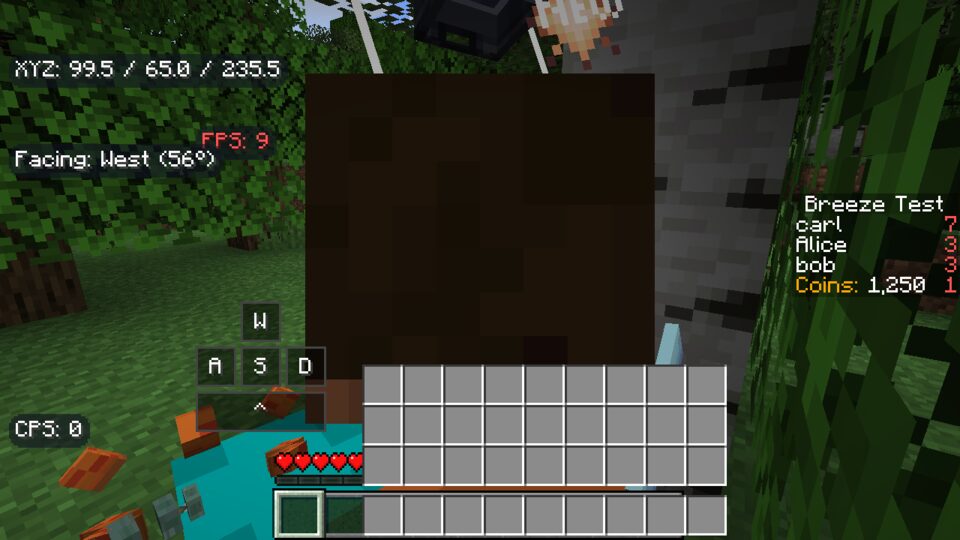 XYZ: 99.5 / 65.0 / 235.5
FPS: 9
Facing: West (56°)
Breeze Test
carl 7
Alice 3
bob 3
Coins: 1,250 1
W
A S D
^
CPS: 0